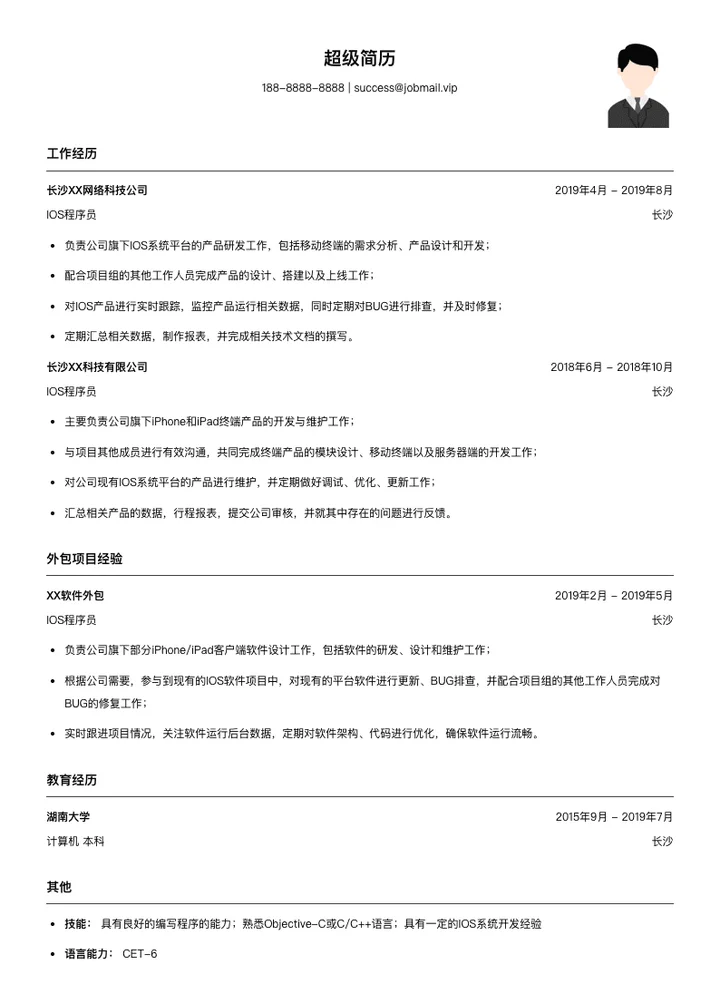 超级简历
188-8888-8888 | success@jobmail.vip
工作经历
长沙XX网络科技公司 2019年4月 – 2019年8月
IOS程序员 长沙
• 负责公司旗下IOS系统平台的产品研发工作，包括移动终端的需求分析、产品设计和开发；
• 配合项目组的其他工作人员完成产品的设计、搭建以及上线工作；
• 对IOS产品进行实时跟踪，监控产品运行相关数据，同时定期对BUG进行排查，并及时修复；
• 定期汇总相关数据，制作报表，并完成相关技术文档的撰写。
长沙XX科技有限公司 2018年6月 – 2018年10月
IOS程序员 长沙
• 主要负责公司旗下iPhone和iPad终端产品的开发与维护工作；
• 与项目其他成员进行有效沟通，共同完成终端产品的模块设计、移动终端以及服务器端的开发工作；
• 对公司现有IOS系统平台的产品进行维护，并定期做好调试、优化、更新工作；
• 汇总相关产品的数据，行程报表，提交公司审核，并就其中存在的问题进行反馈。
外包项目经验
XX软件外包 2019年2月 – 2019年5月
IOS程序员 长沙
• 负责公司旗下部分iPhone/iPad客户端软件设计工作，包括软件的研发、设计和维护工作；
• 根据公司需要，参与到现有的IOS软件项目中，对现有的平台软件进行更新、BUG排查，并配合项目组的其他工作人员完成对
BUG的修复工作；
• 实时跟进项目情况，关注软件运行后台数据，定期对软件架构、代码进行优化，确保软件运行流畅。
教育经历
湖南大学 2015年9月 – 2019年7月
计算机 本科 长沙
其他
• 技能： 具有良好的编写程序的能力；熟悉Objective–C或C/C++语言；具有一定的IOS系统开发经验
• 语言能力： CET–6